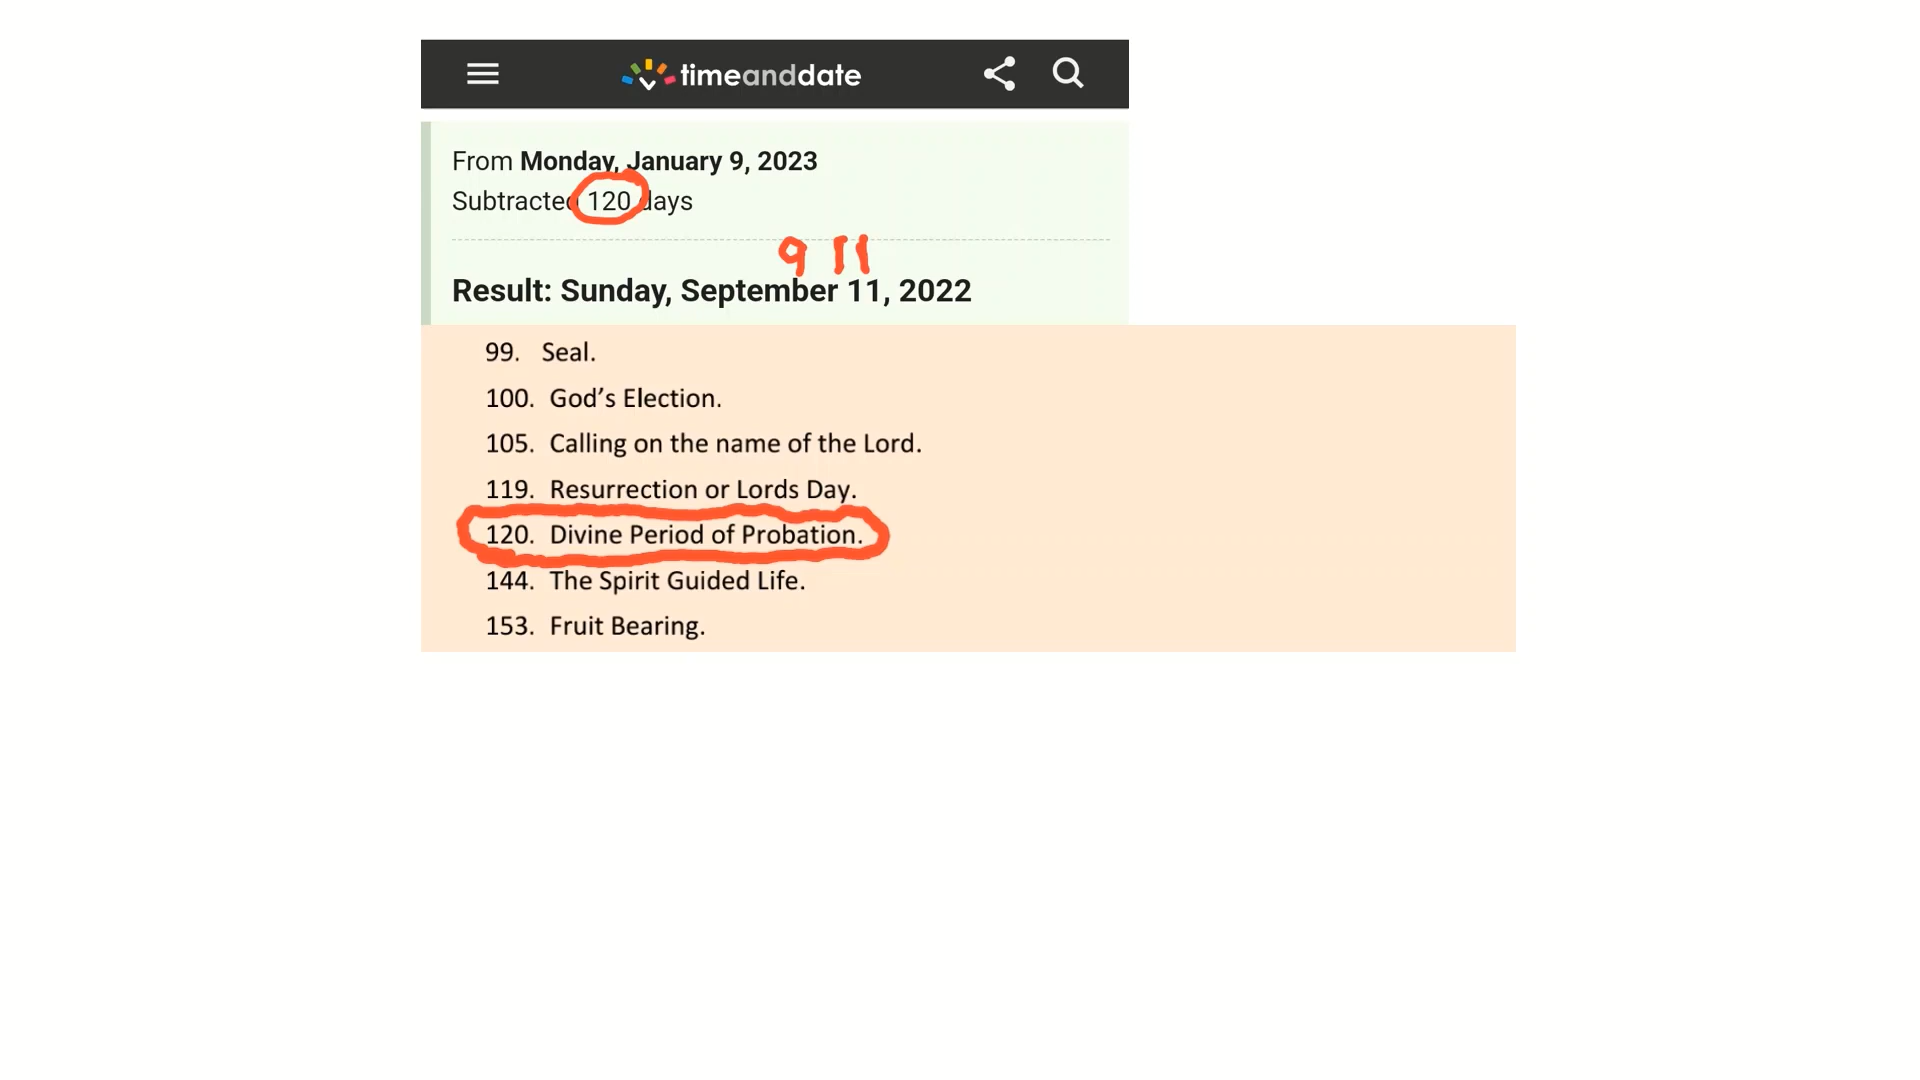 timeanddate
From Monday, January 9, 2023
Subtracted 120 days
9 11
Result: Sunday, September 11, 2022
99. Seal.
100. God’s Election.
105. Calling on the name of the Lord.
119. Resurrection or Lords Day.
120. Divine Period of Probation.
144. The Spirit Guided Life.
153. Fruit Bearing.